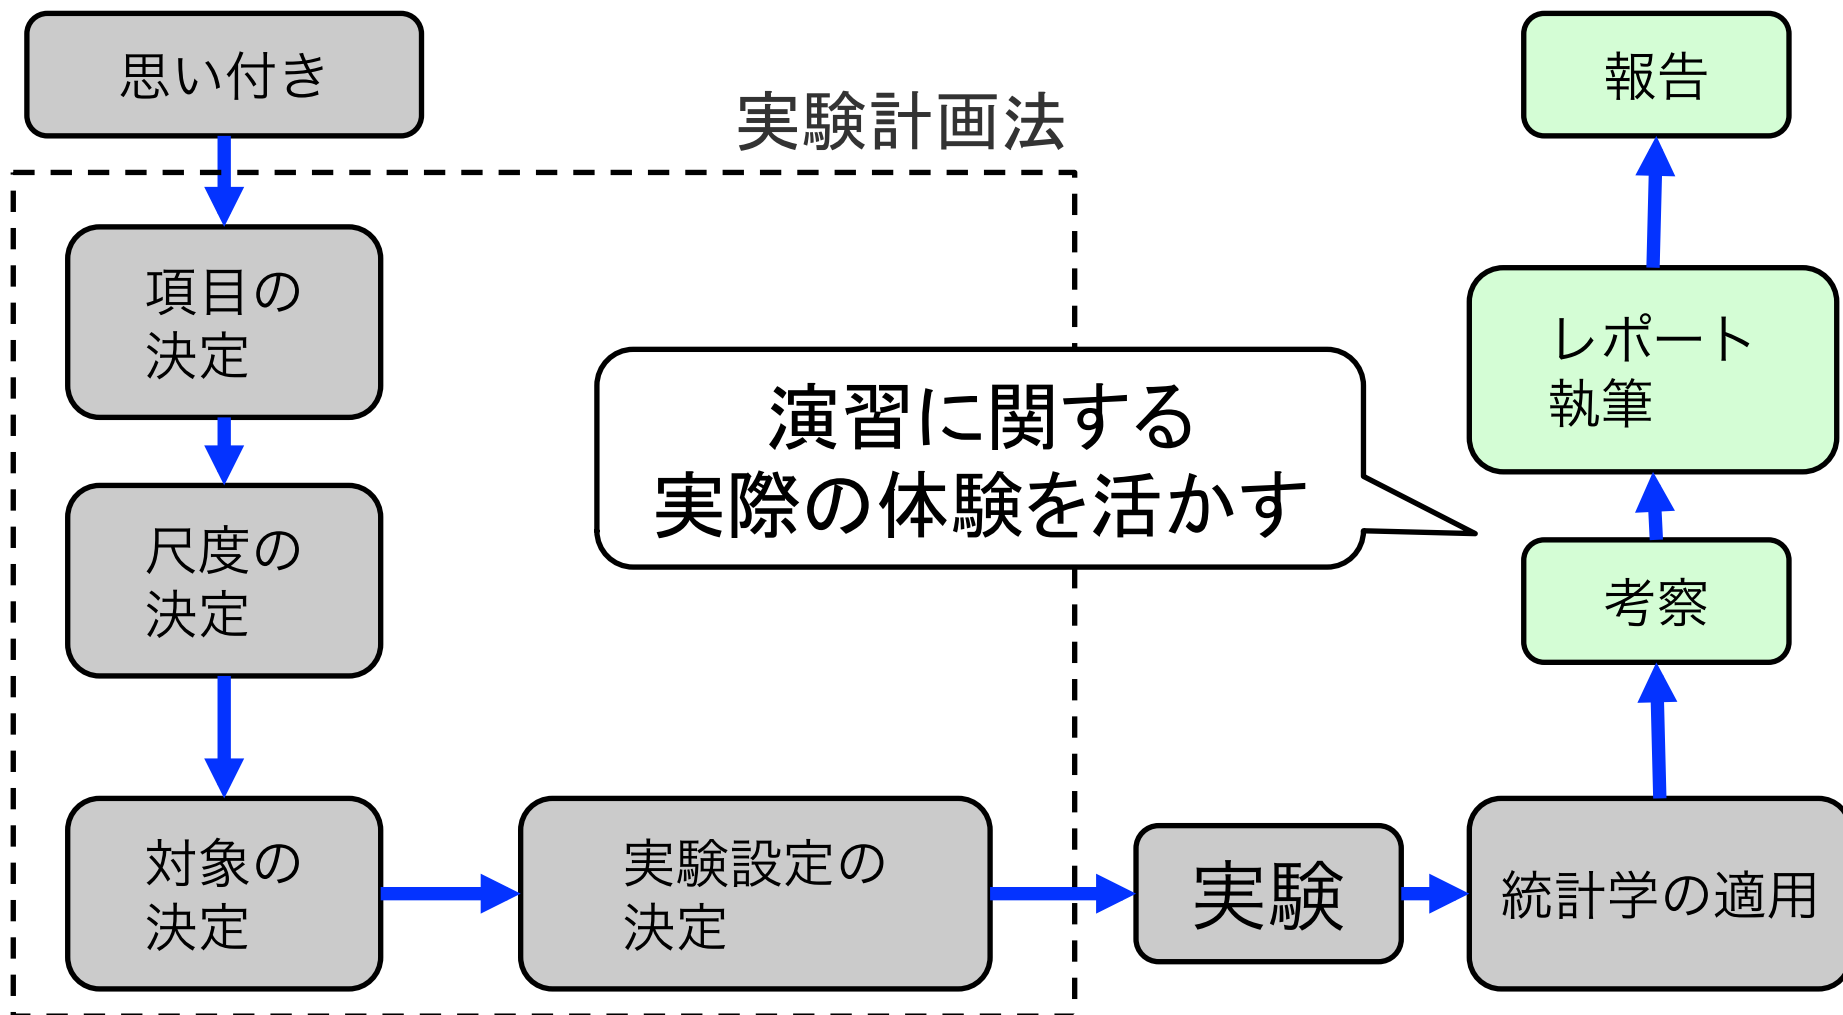 思い付き
実験計画法
報告
項目の
決定
レポート
執筆
演習に関する
実際の体験を活かす
尺度の
決定
考察
対象の
決定
実験設定の
決定
実験
統計学の適用